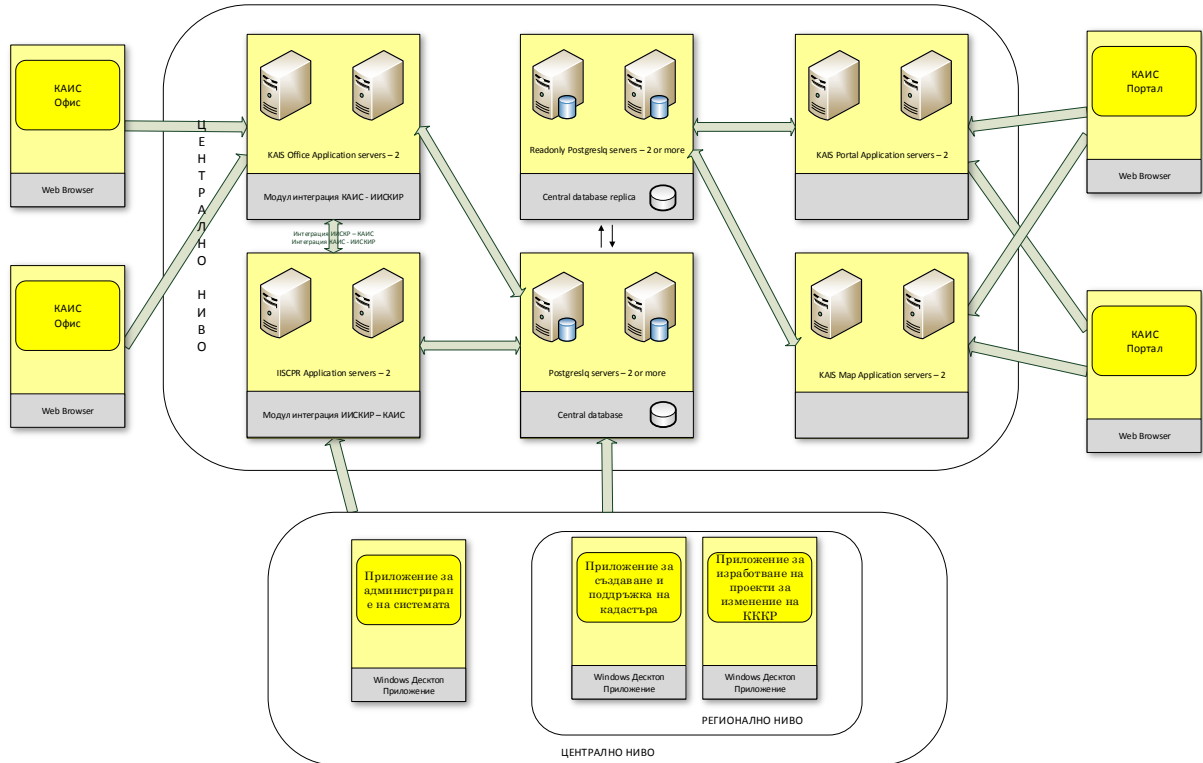 КАИС
Офис
Web Browser
КАИС
Офис
Web Browser
ЦЕНТРАЛНО НИВО
KAIS Office Application servers – 2
Модул интеграция КАИС - ИИСКИР
Интеграция ИИСКР – КАИС
Интеграция КАИС - ИИСКИР
IISCPR Application servers – 2
Модул интеграция ИИСКИР – КАИС
Readonly Postgreslq servers – 2 or more
Central database replica
Postgreslq servers – 2 or more
Central database
KAIS Portal Application servers – 2
KAIS Map Application servers – 2
КАИС
Портал
Web Browser
КАИС
Портал
Web Browser
Приложение за
администриран
е на системата
Windows Десктоп
Приложение
Приложение за
създаване и
поддръжка на
кадастъра
Windows Десктоп
Приложение
Приложение за
изработване на
проекти за
изменение на
КККР
Windows Десктоп
Приложение
РЕГИОНАЛНО НИВО
ЦЕНТРАЛНО НИВО